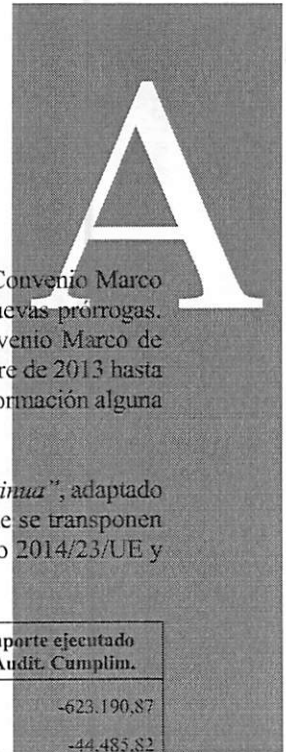 A
Convenio Marco
uevas prórrogas.
venio Marco de
re de 2013 hasta
ormación alguna
inua", adaptado
e se transponen
o 2014/23/UE y
porte ejecutado
Audit. Cumplim.
-623.190,87
-44.485,82